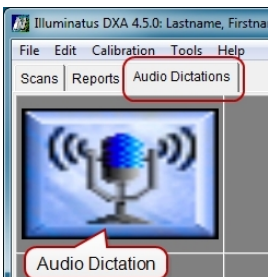 Illuminatus DXA 4.5.0: Lastname, Firstna
File Edit Calibration Tools Help
Scans Reports Audio Dictations
Audio Dictation